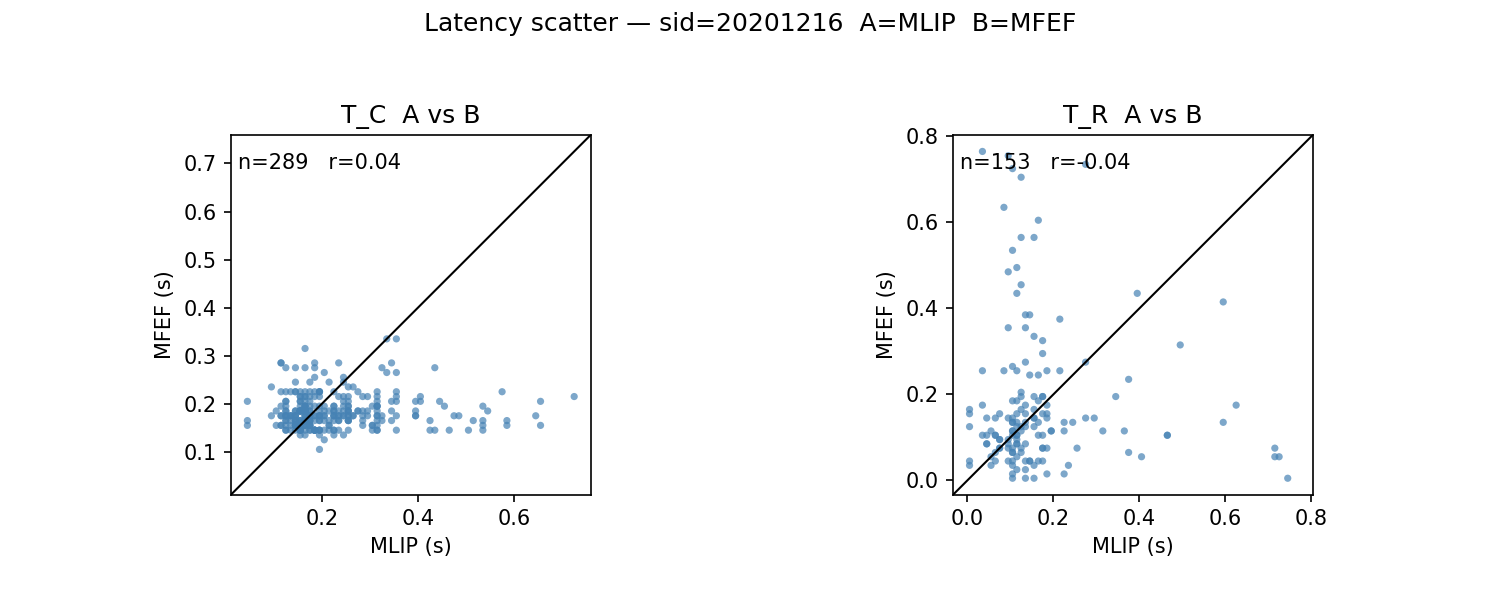 Latency scatter — sid=20201216  A=MLIP  B=MFEF
T_C  A vs B
n=289   r=0.04
0.7
0.6
0.5
0.4
0.3
0.2
0.1
MFEF (s)
0.2 0.4 0.6
MLIP (s)
T_R  A vs B
n=153   r=-0.04
0.8
0.6
0.4
0.2
0.0
MFEF (s)
0.0 0.2 0.4 0.6 0.8
MLIP (s)